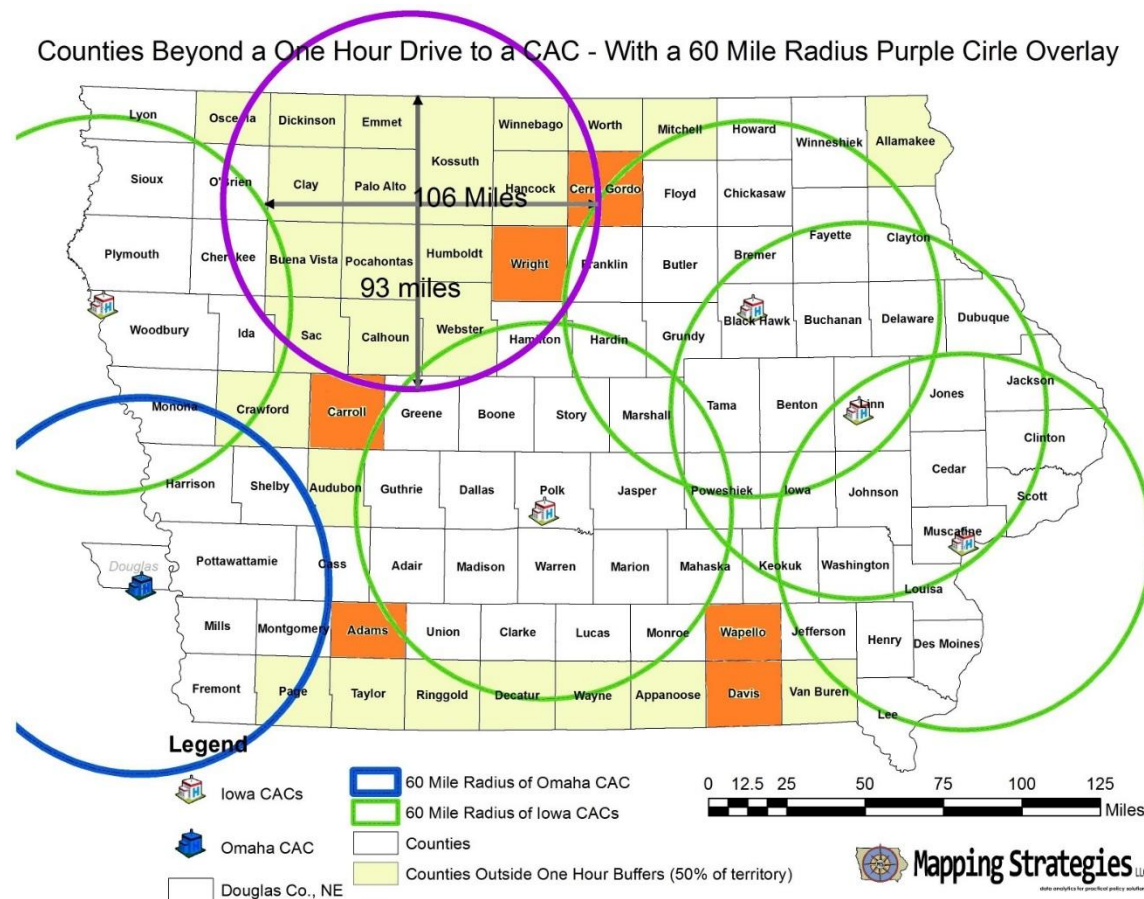 Counties Beyond a One Hour Drive to a CAC - With a 60 Mile Radius Purple Cirle Overlay
Lyon
Osceola
Dickinson
Emmet
Kossuth
Winnebago
Worth
Mitchell
Howard
Winneshiek
Allamakee
Sioux
O'Brien
Clay
Palo Alto
Hancock
Cerro Gordo
Floyd
Chickasaw
106 Miles
Plymouth
Cherokee
Buena Vista
Pocahontas
Humboldt
Wright
Franklin
Butler
Bremer
Fayette
Clayton
93 miles
Woodbury
Ida
Sac
Calhoun
Webster
Hamilton
Hardin
Grundy
Black Hawk
Buchanan
Delaware
Dubuque
Monona
Crawford
Carroll
Greene
Boone
Story
Marshall
Tama
Benton
Linn
Jones
Jackson
Clinton
Harrison
Shelby
Audubon
Guthrie
Dallas
Polk
Jasper
Poweshiek
Iowa
Johnson
Cedar
Scott
Muscatine
Douglas
Pottawattamie
Cass
Adair
Madison
Warren
Marion
Mahaska
Keokuk
Washington
Louisa
Mills
Montgomery
Adams
Union
Clarke
Lucas
Monroe
Wapello
Jefferson
Henry
Des Moines
Fremont
Page
Taylor
Ringgold
Decatur
Wayne
Appanoose
Davis
Van Buren
Lee
Legend
Iowa CACs
Omaha CAC
Douglas Co., NE
60 Mile Radius of Omaha CAC
60 Mile Radius of Iowa CACs
Counties
Counties Outside One Hour Buffers (50% of territory)
0 12.5 25 50 75 100 125
Miles
Mapping Strategies LLC
data analytics for practical policy solutions